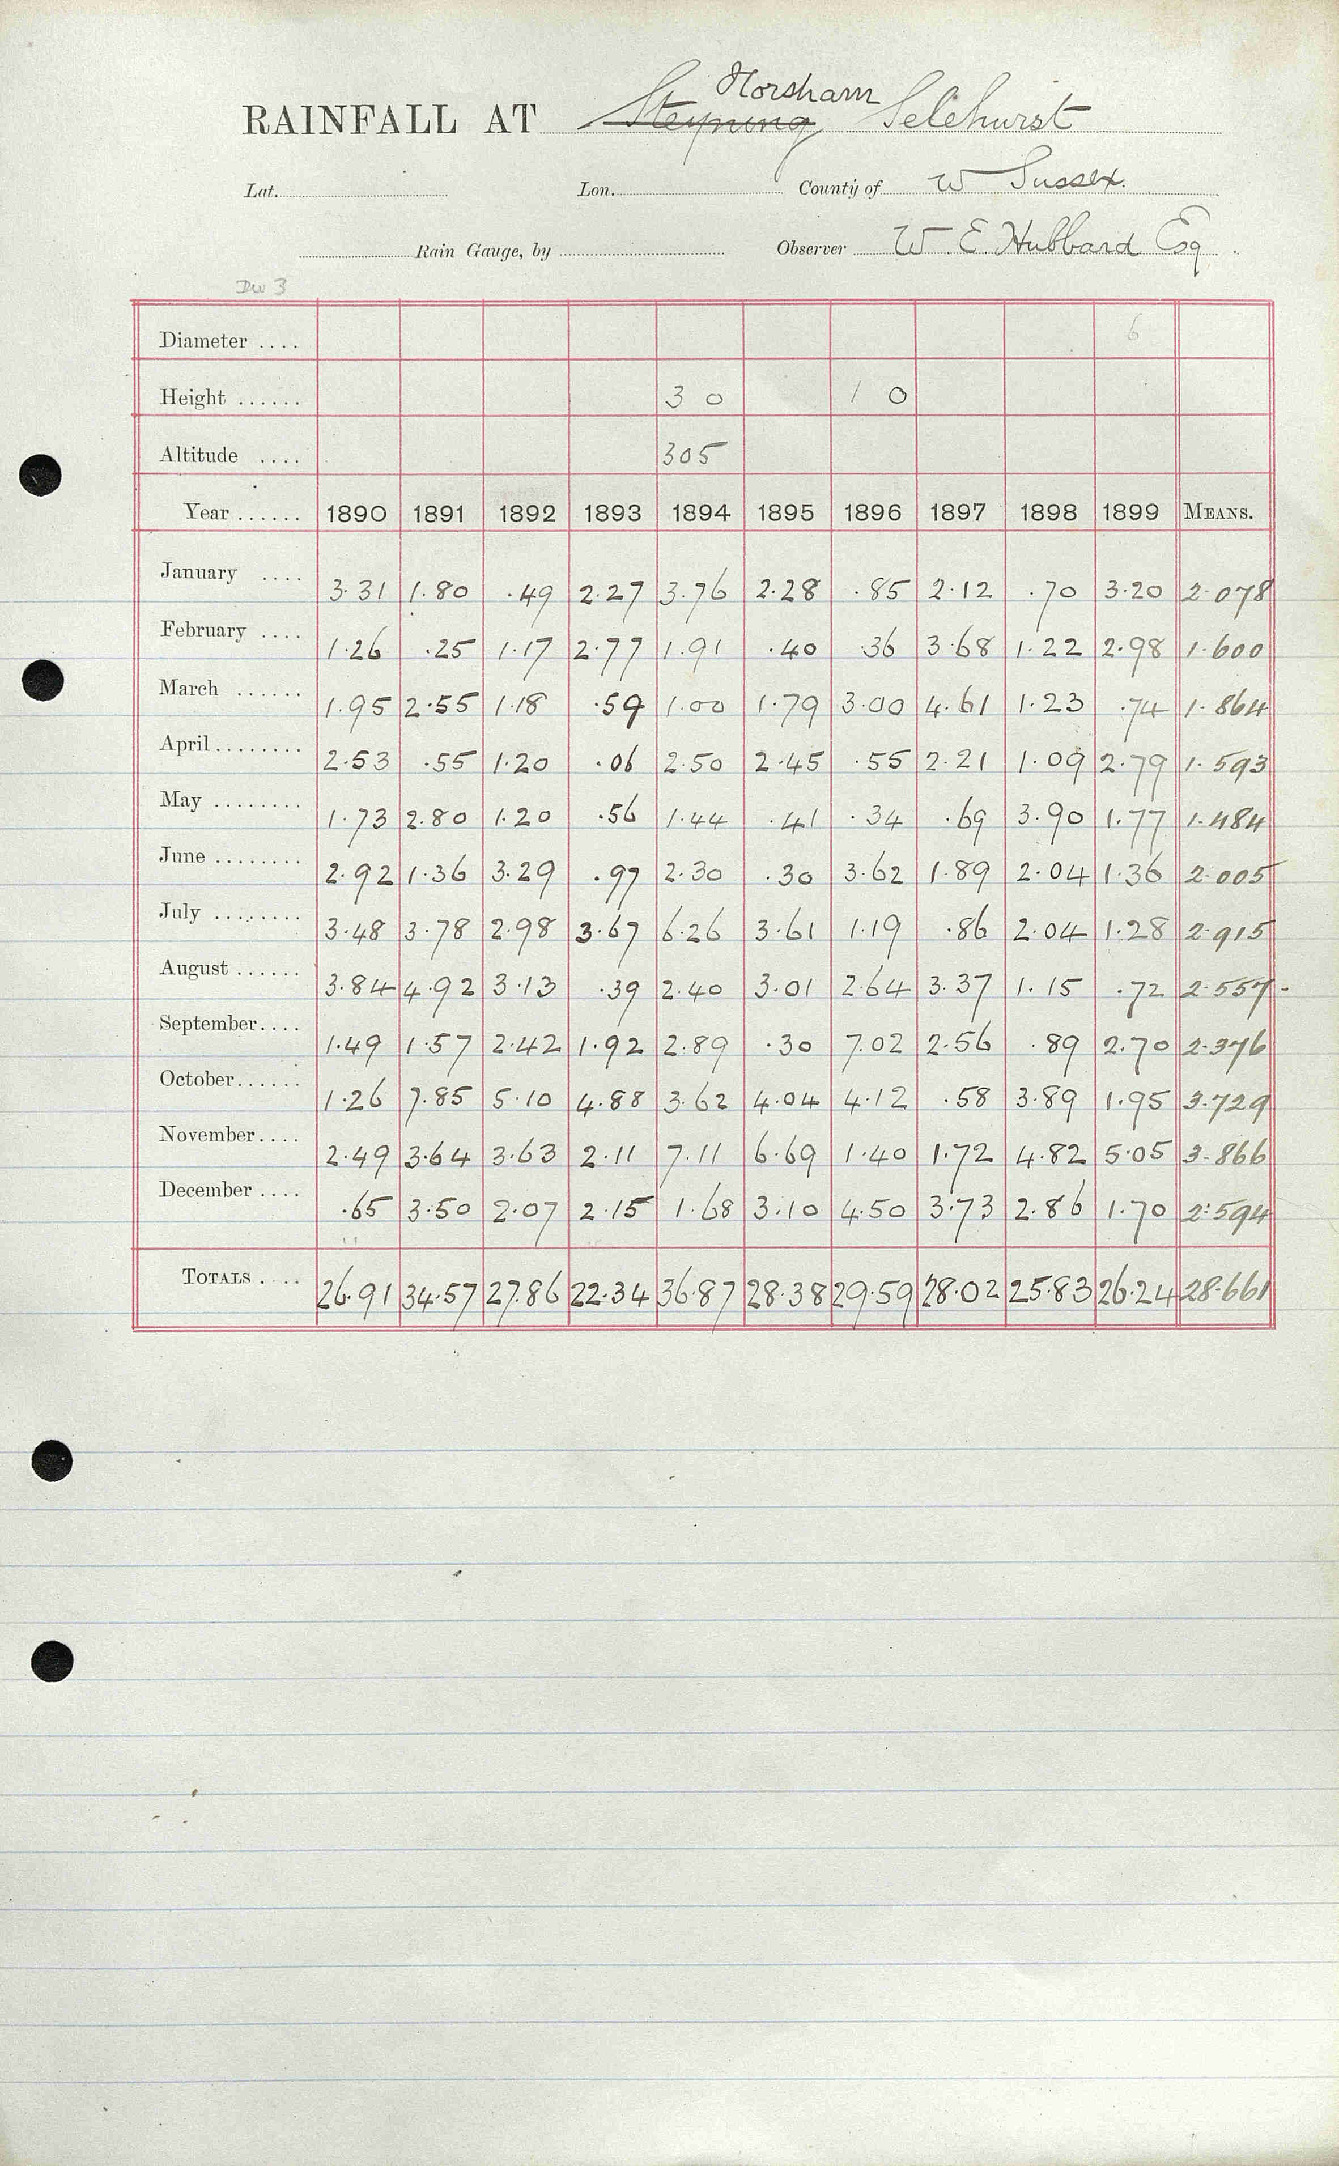 Horsham
RAINFALL AT Steyning Selehurst
Lat. Lon. County of W Sussex.
Rain Gauge, by Observer W. E. Hubbard Esq
DW 3
Diameter .... 6
Height ...... 3 0 1 0
Altitude .... 305
Year ...... 1890 1891 1892 1893 1894 1895 1896 1897 1898 1899 MEANS.
January .... 3.31 1.80 .49 2.27 3.76 2.28 .85 2.12 .70 3.20 2.078
February .... 1.26 .25 1.17 2.77 1.91 .40 .36 3.68 1.22 2.98 1.600
March ...... 1.95 2.55 1.18 .59 1.00 1.79 3.00 4.61 1.23 .74 1.864
April ........ 2.53 .55 1.20 .06 2.50 2.45 .55 2.21 1.09 2.79 1.593
May ........ 1.73 2.80 1.20 .56 1.44 .41 .34 .69 3.90 1.77 1.484
June ........ 2.92 1.36 3.29 .97 2.30 .30 3.62 1.89 2.04 1.36 2.005
July ........ 3.48 3.78 2.98 3.67 6.26 3.61 1.19 .86 2.04 1.28 2.915
August ...... 3.84 4.92 3.13 .39 2.40 3.01 2.64 3.37 1.15 .72 2.557
September .... 1.49 1.57 2.42 1.92 2.89 .30 7.02 2.56 .89 2.70 2.376
October ...... 1.26 7.85 5.10 4.88 3.62 4.04 4.12 .58 3.89 1.95 3.729
November .... 2.49 3.64 3.63 2.11 7.11 6.69 1.40 1.72 4.82 5.05 3.866
December .... .65 3.50 2.07 2.15 1.68 3.10 4.50 3.73 2.86 1.70 2.594
TOTALS .... 26.91 34.57 27.86 22.34 36.87 28.38 29.59 28.02 25.83 26.24 28.661